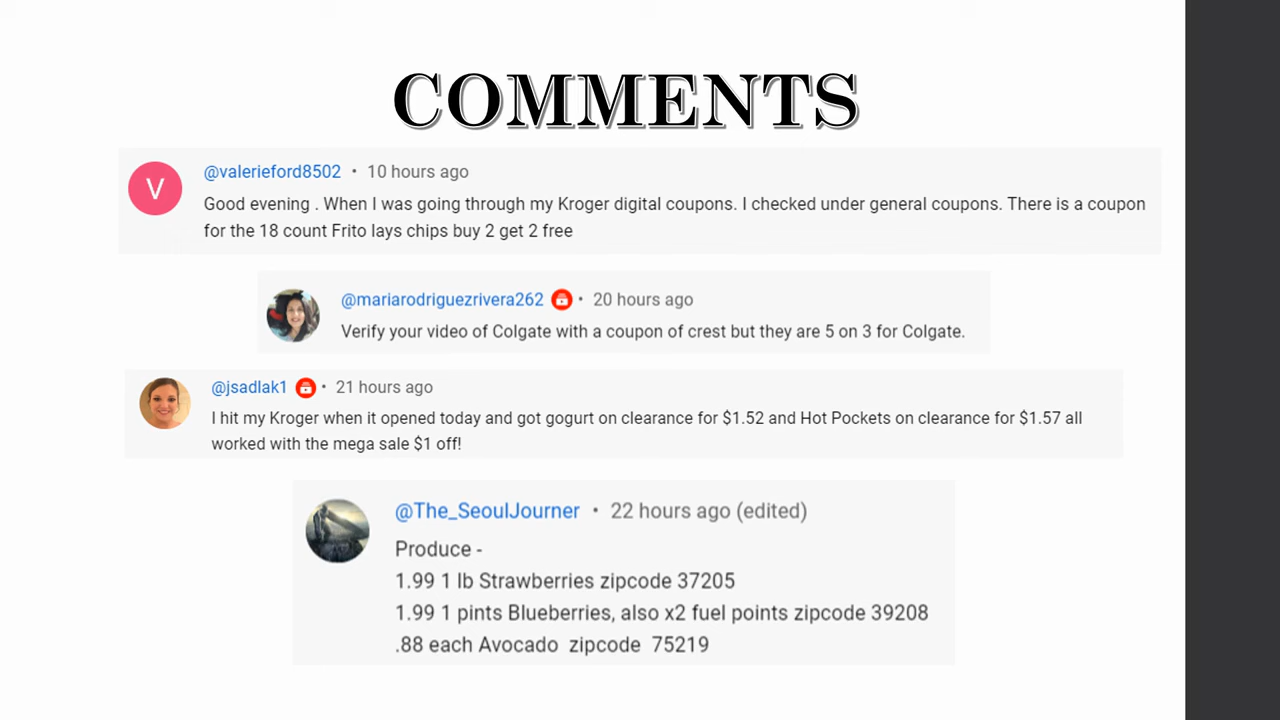 COMMENTS
V
@valerieford8502 • 10 hours ago
Good evening . When I was going through my Kroger digital coupons. I checked under general coupons. There is a coupon
for the 18 count Frito lays chips buy 2 get 2 free
@mariarodriguezrivera262 • 20 hours ago
Verify your video of Colgate with a coupon of crest but they are 5 on 3 for Colgate.
@jsadlak1 • 21 hours ago
I hit my Kroger when it opened today and got gogurt on clearance for $1.52 and Hot Pockets on clearance for $1.57 all
worked with the mega sale $1 off!
@The_SeoulJourner • 22 hours ago (edited)
Produce -
1.99 1 lb Strawberries zipcode 37205
1.99 1 pints Blueberries, also x2 fuel points zipcode 39208
.88 each Avocado  zipcode  75219